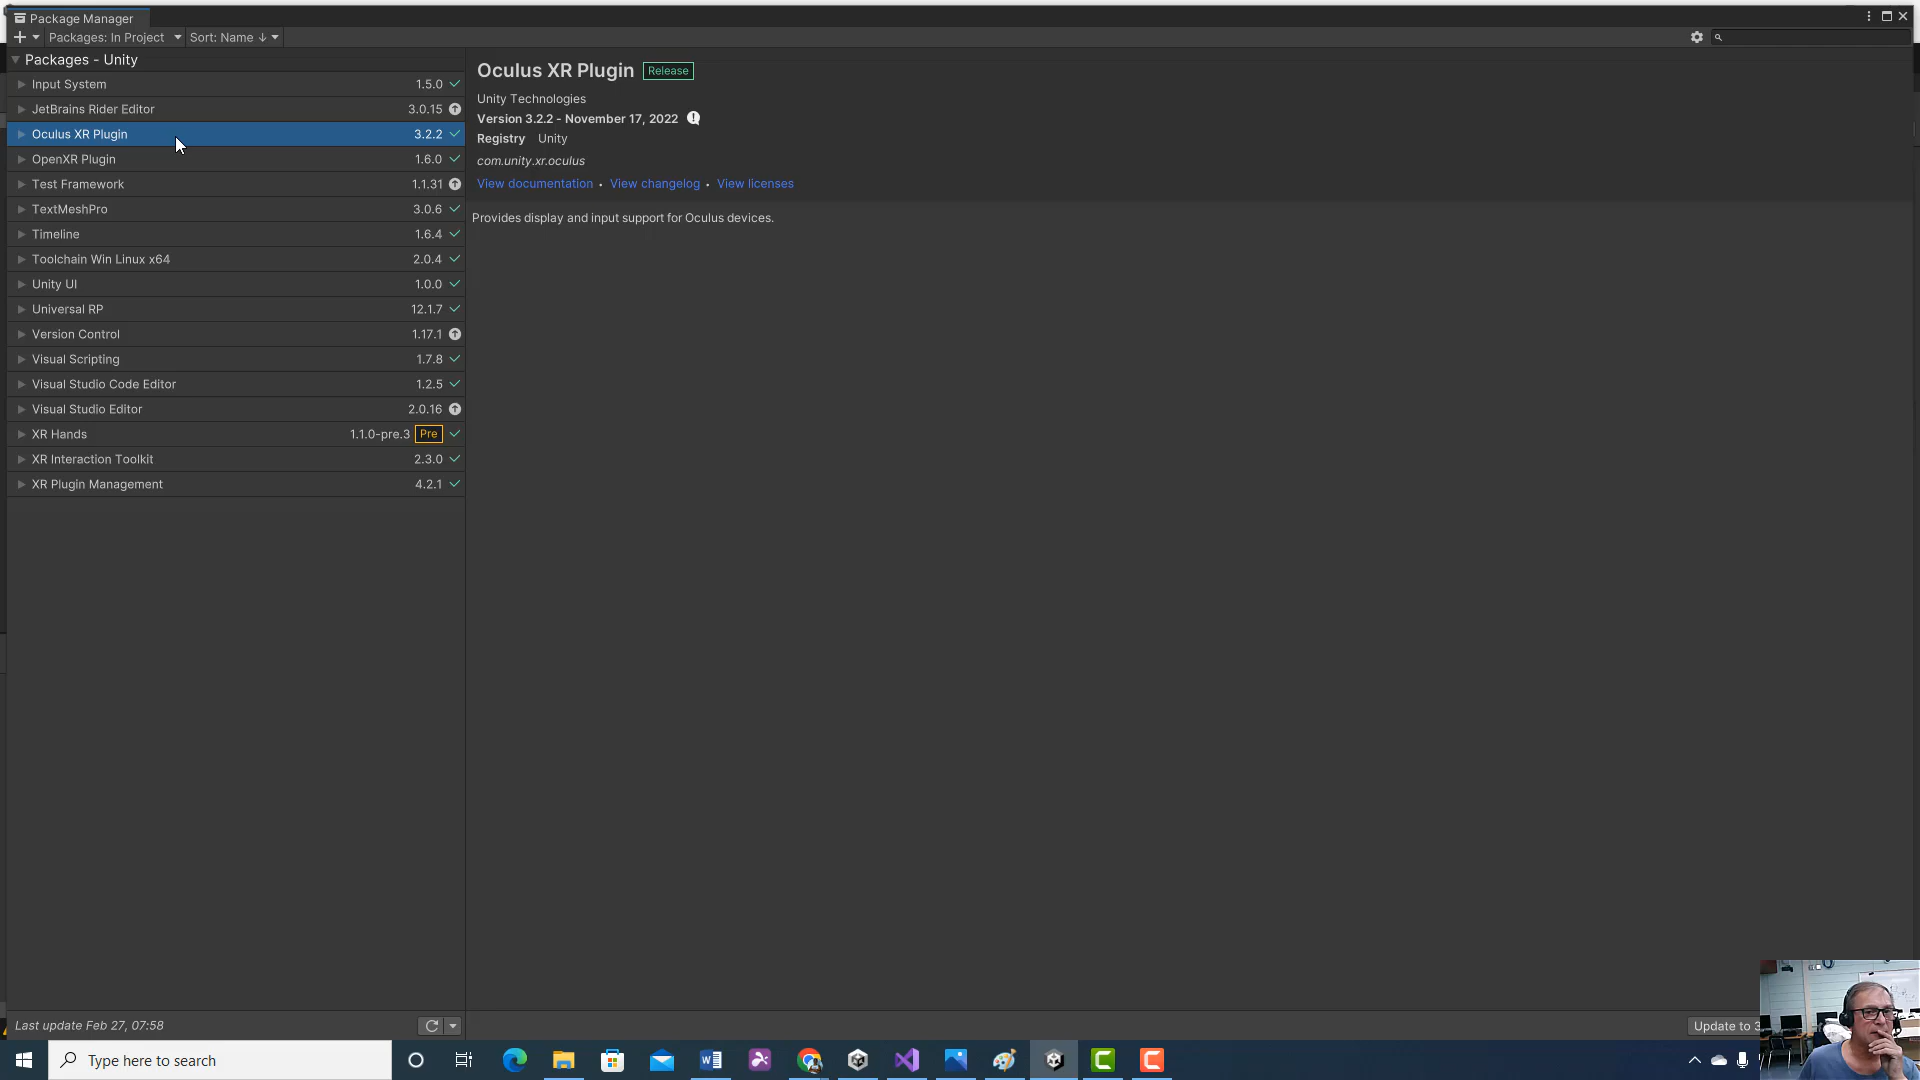 Package Manager
Packages: In Project Sort: Name ↓
Packages - Unity
Input System 1.5.0
JetBrains Rider Editor 3.0.15
Oculus XR Plugin 3.2.2
OpenXR Plugin 1.6.0
Test Framework 1.1.31
TextMeshPro 3.0.6
Timeline 1.6.4
Toolchain Win Linux x64 2.0.4
Unity UI 1.0.0
Universal RP 12.1.7
Version Control 1.17.1
Visual Scripting 1.7.8
Visual Studio Code Editor 1.2.5
Visual Studio Editor 2.0.16
XR Hands 1.1.0-pre.3 Pre
XR Interaction Toolkit 2.3.0
XR Plugin Management 4.2.1
Oculus XR Plugin Release
Unity Technologies
Version 3.2.2 - November 17, 2022
Registry Unity
com.unity.xr.oculus
View documentation • View changelog • View licenses
Provides display and input support for Oculus devices.
Last update Feb 27, 07:58
Update to 3
Type here to search